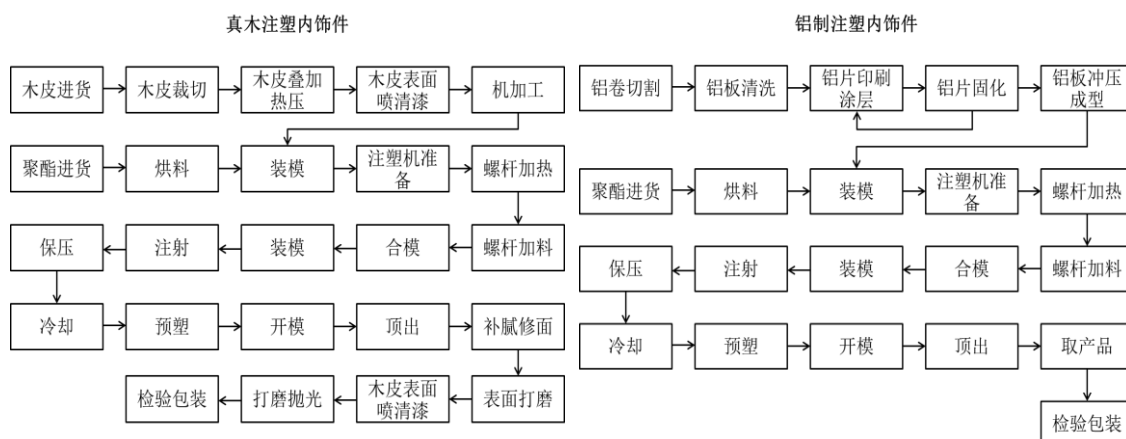 真木注塑内饰件
木皮进货
木皮裁切
木皮叠加
热压
木皮表面
喷清漆
机加工
聚酯进货
烘料
装模
注塑机准
备
螺杆加热
保压
注射
装模
合模
螺杆加料
冷却
预塑
开模
顶出
补腻修面
检验包装
打磨抛光
木皮表面
喷清漆
表面打磨
铝制注塑内饰件
铝卷切割
铝板清洗
铝片印刷
涂层
铝片固化
铝板冲压
成型
聚酯进货
烘料
装模
注塑机准
备
螺杆加热
保压
注射
装模
合模
螺杆加料
冷却
预塑
开模
顶出
取产品
检验包装